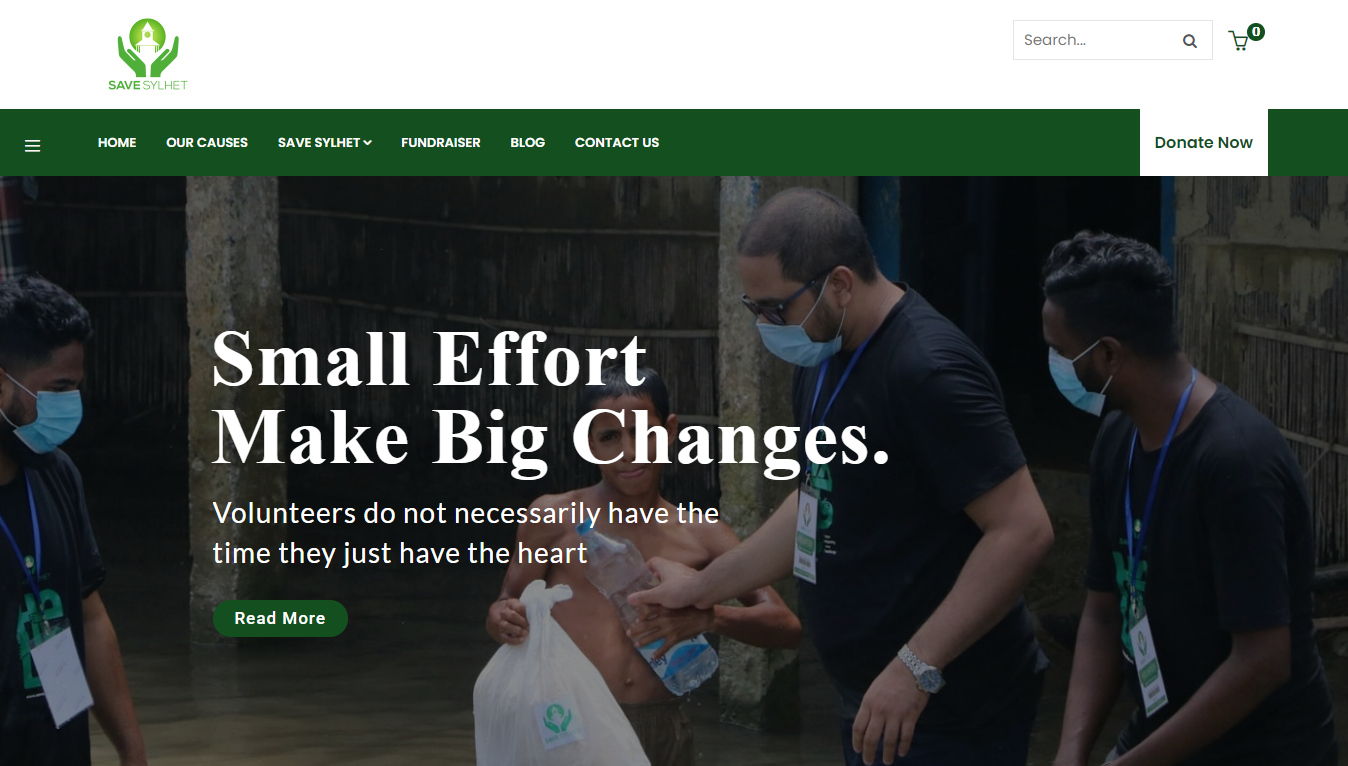 SAVE SYLHET
Search...
0
HOME
OUR CAUSES
SAVE SYLHET
FUNDRAISER
BLOG
CONTACT US
Donate Now
Small Effort
Make Big Changes.
Volunteers do not necessarily have the
time they just have the heart
Read More